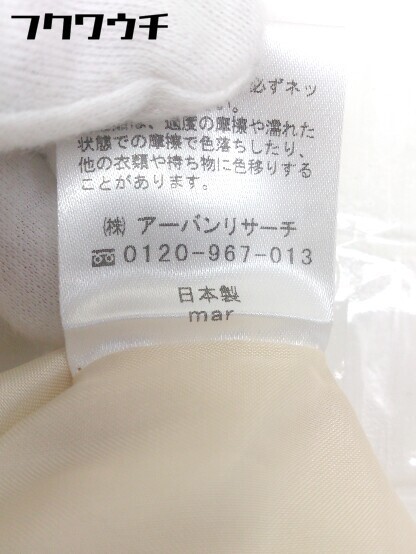 フクワウチ
必ずネッ
い。
は、過度の摩擦や濡れた
状態での摩擦で色落ちしたり、
他の衣類や持ち物に色移りする
ことがあります。
㈱ アーバンリサーチ
0120-967-013
日本製
mar